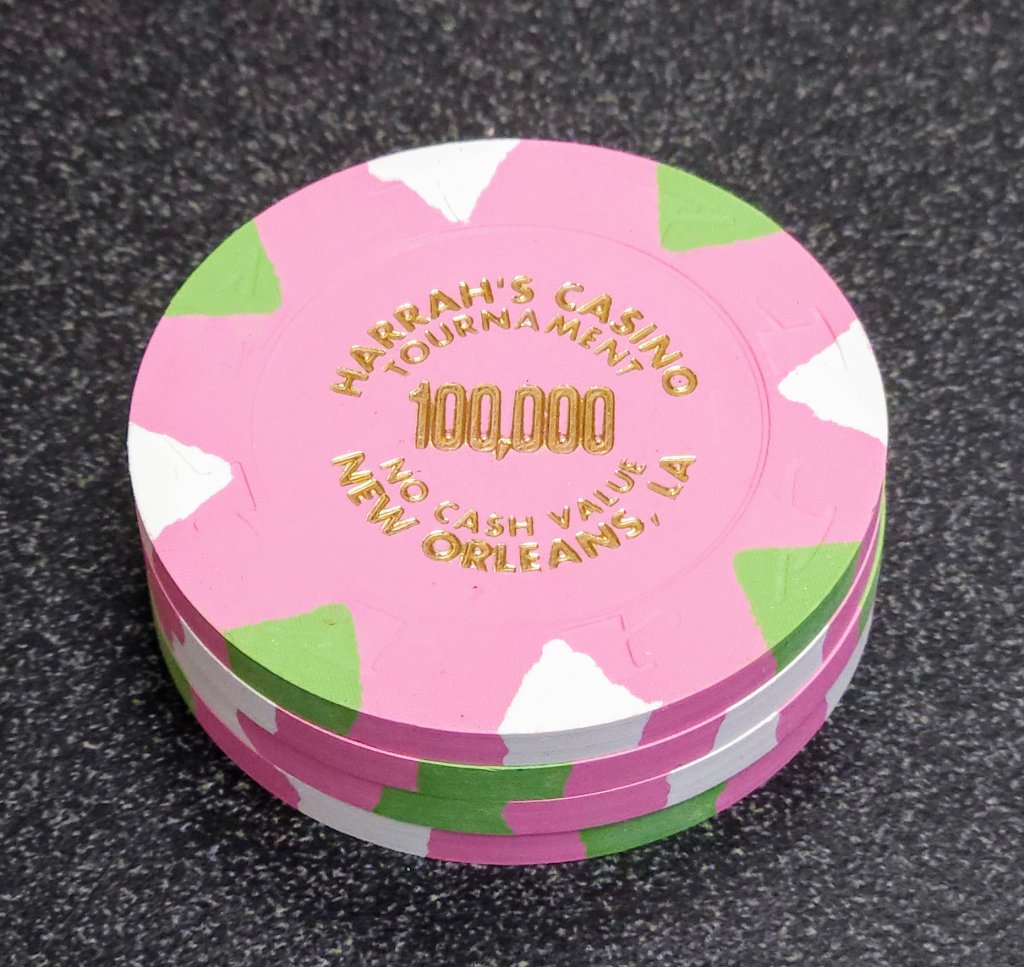 HARRAH'S CASINO
TOURNAMENT
100,000
NO CASH VALUE
NEW ORLEANS, LA